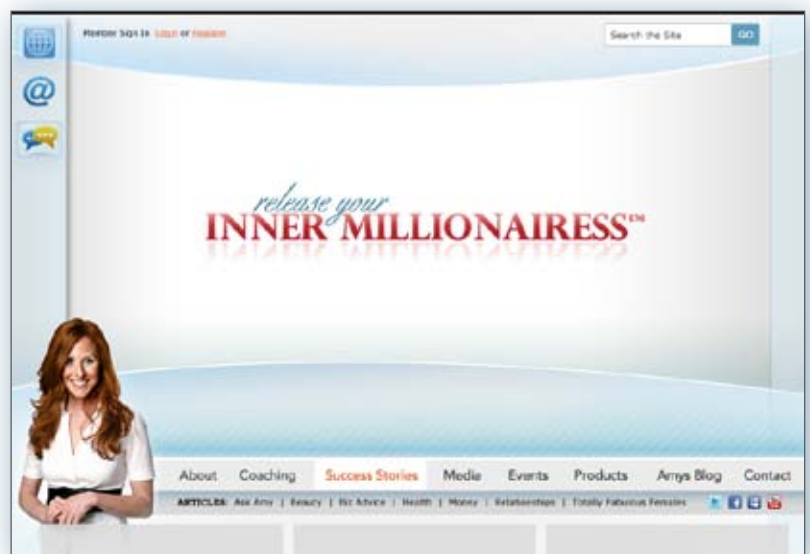 Member Sign In Login or Register
Search the Site GO
release your
INNER MILLIONAIRESS™
About Coaching Success Stories Media Events Products Amys Blog Contact
ARTICLES: Ask Amy | Beauty | Biz Advice | Health | Money | Relationships | Totally Fabulous Females